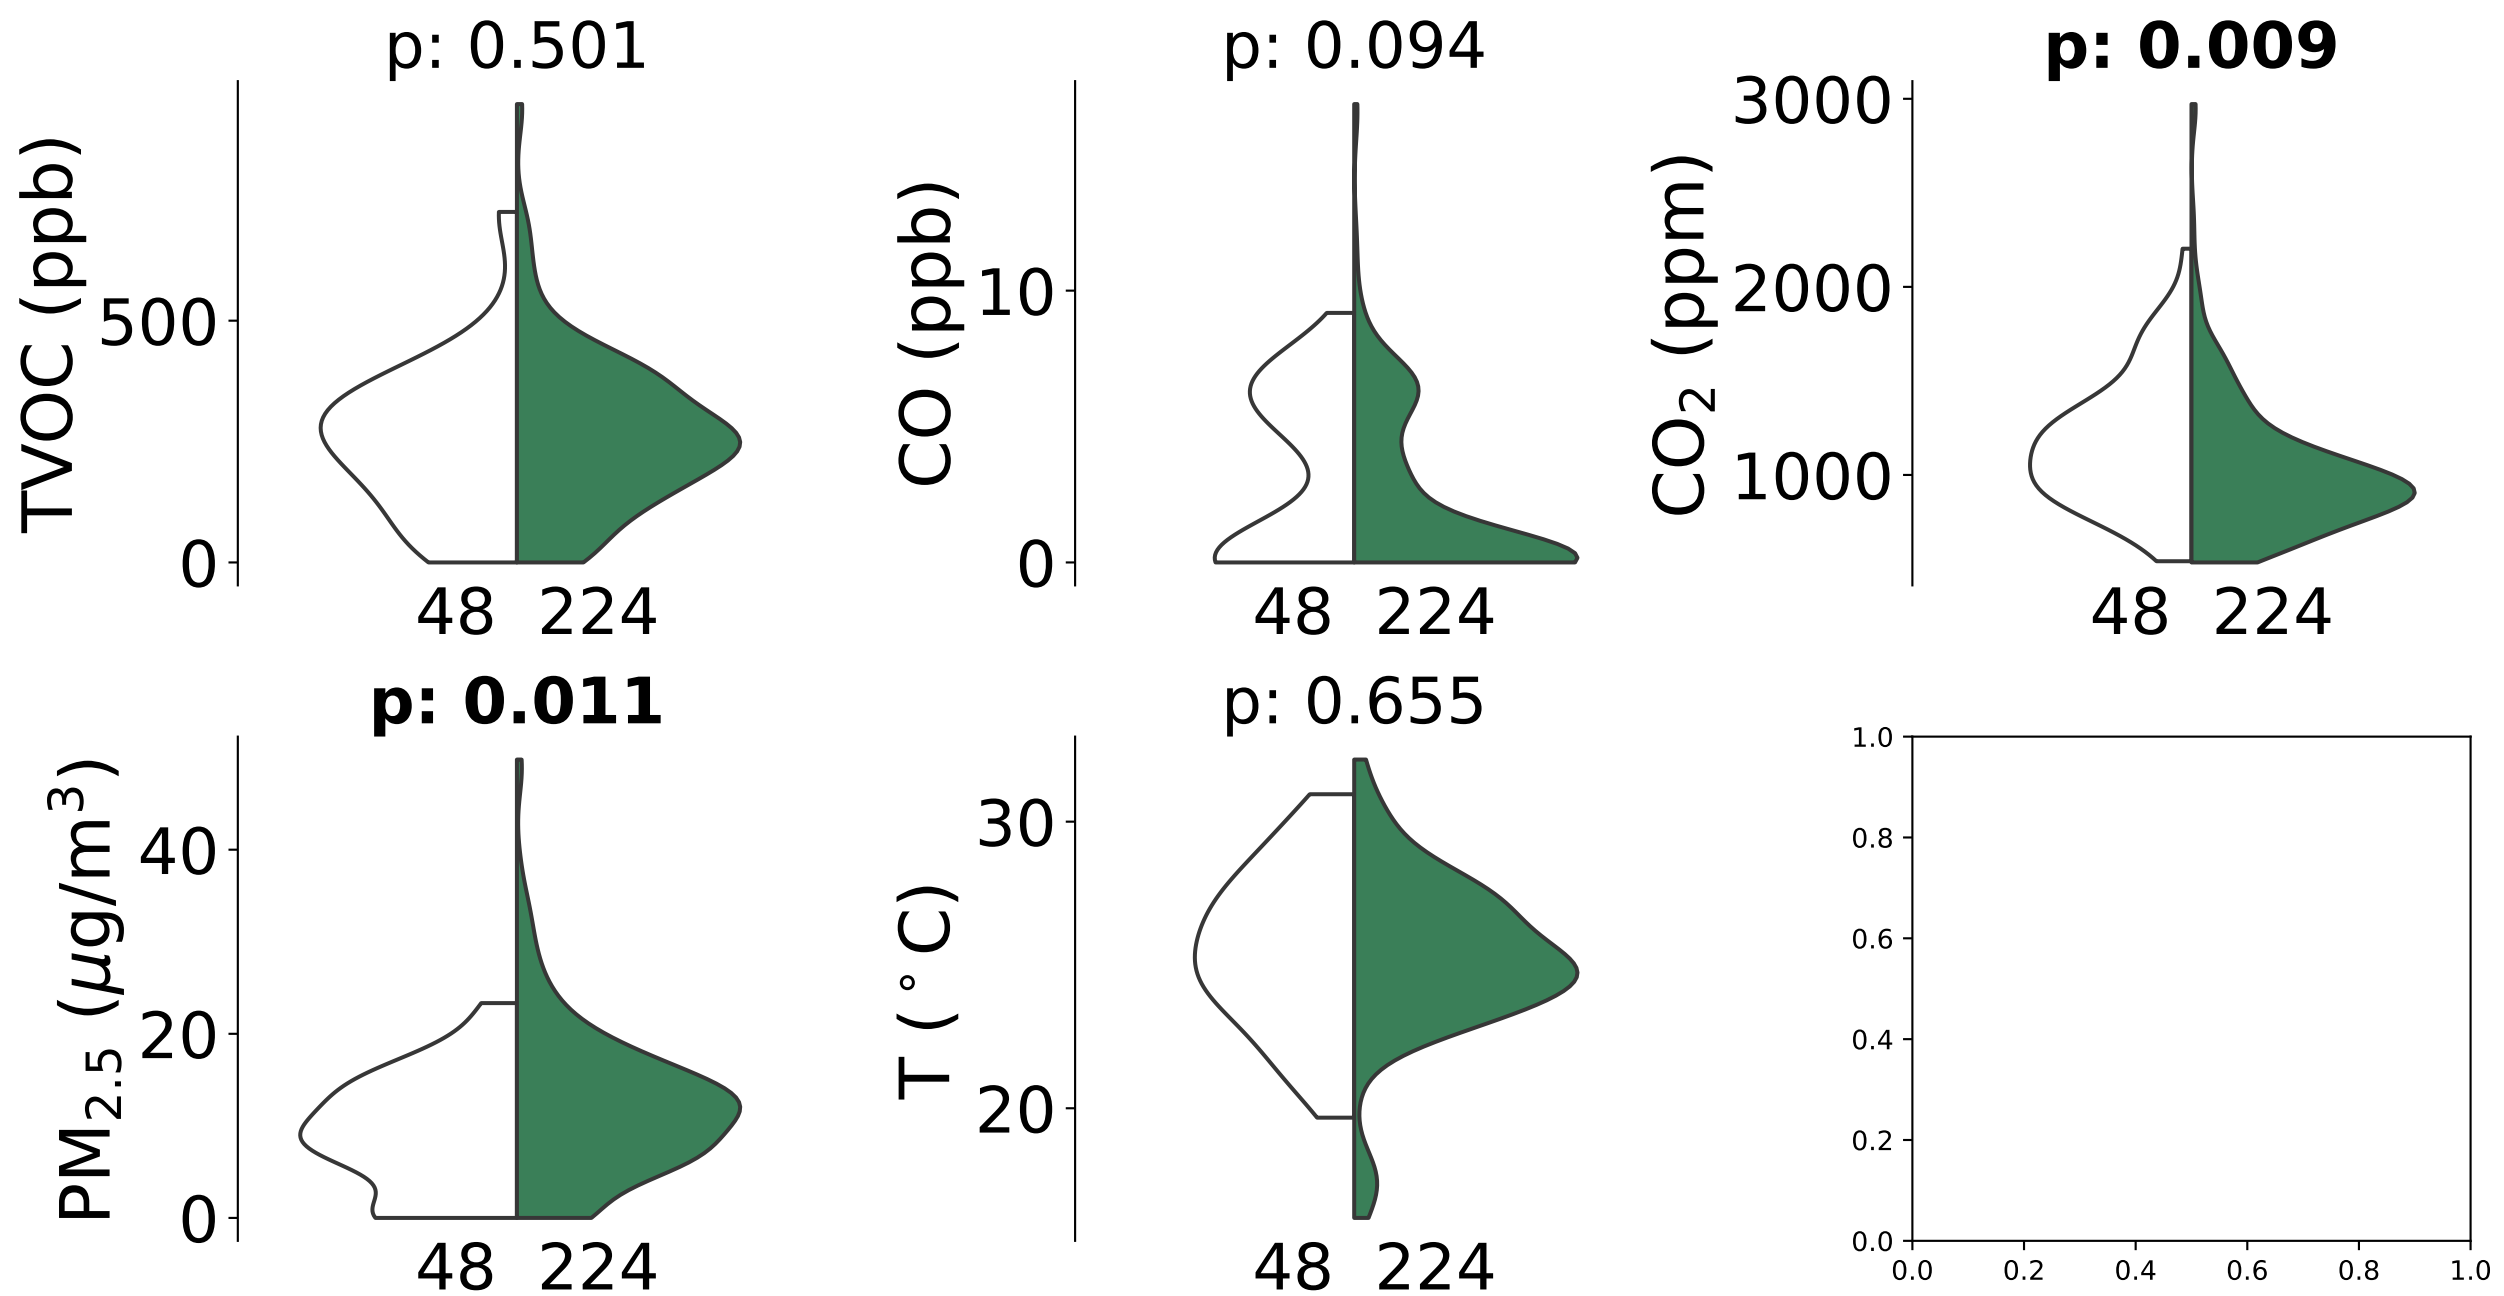 p: 0.501
TVOC (ppb)
500
0
48 224
p: 0.094
CO (ppb)
10
0
48 224
p: 0.009
CO₂ (ppm)
3000
2000
1000
48 224
p: 0.011
PM₂.₅ (μg/m³)
40
20
0
48 224
p: 0.655
T (°C)
30
20
48 224
1.0
0.8
0.6
0.4
0.2
0.0
0.0 0.2 0.4 0.6 0.8 1.0